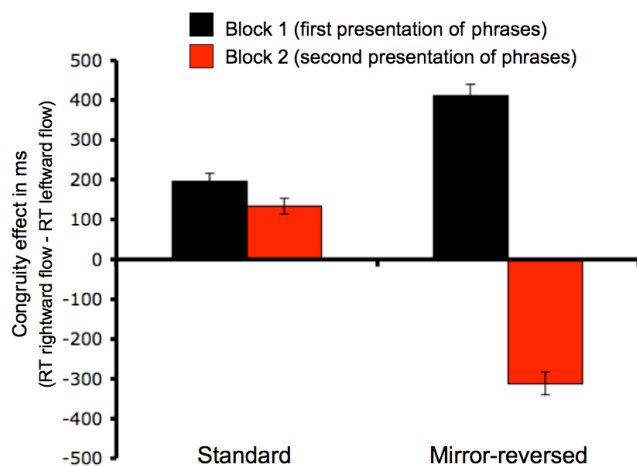 Block 1 (first presentation of phrases)
Block 2 (second presentation of phrases)
Congruity effect in ms
(RT rightward flow - RT leftward flow)
500
400
300
200
100
0
-100
-200
-300
-400
-500
Standard
Mirror-reversed